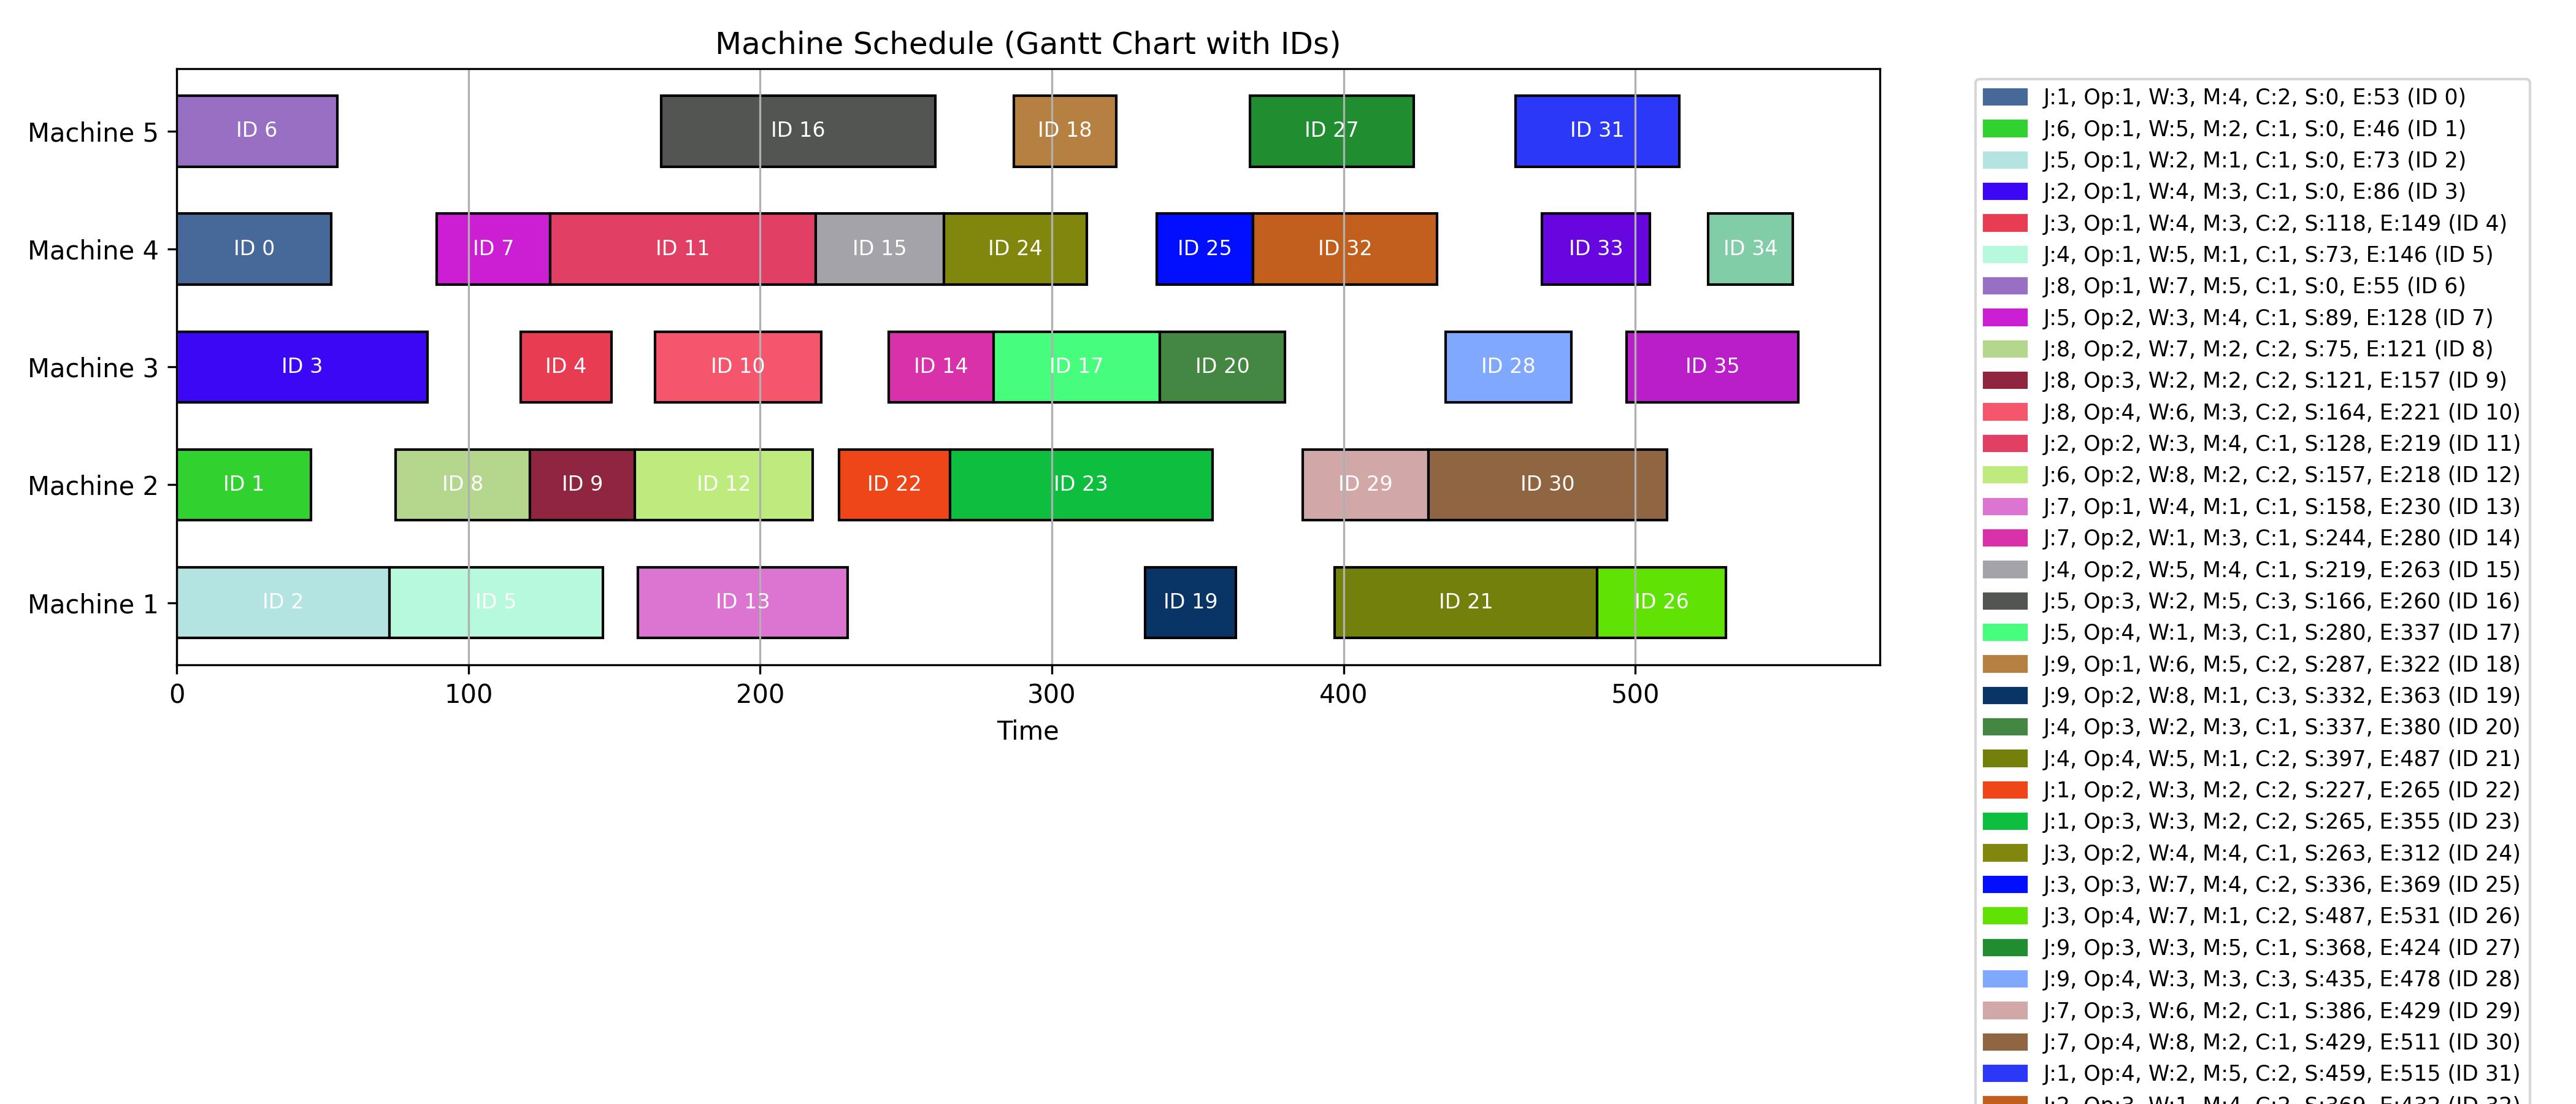 Machine Schedule (Gantt Chart with IDs)
Machine 5
ID 6
ID 16
ID 18
ID 27
ID 31
Machine 4
ID 0
ID 7
ID 11
ID 15
ID 24
ID 25
ID 32
ID 33
ID 34
Machine 3
ID 3
ID 4
ID 10
ID 14
ID 17
ID 20
ID 28
ID 35
Machine 2
ID 1
ID 8
ID 9
ID 12
ID 22
ID 23
ID 29
ID 30
Machine 1
ID 2
ID 5
ID 13
ID 19
ID 21
ID 26
0 100 200 300 400 500
Time
J:1, Op:1, W:3, M:4, C:2, S:0, E:53 (ID 0)
J:6, Op:1, W:5, M:2, C:1, S:0, E:46 (ID 1)
J:5, Op:1, W:2, M:1, C:1, S:0, E:73 (ID 2)
J:2, Op:1, W:4, M:3, C:1, S:0, E:86 (ID 3)
J:3, Op:1, W:4, M:3, C:2, S:118, E:149 (ID 4)
J:4, Op:1, W:5, M:1, C:1, S:73, E:146 (ID 5)
J:8, Op:1, W:7, M:5, C:1, S:0, E:55 (ID 6)
J:5, Op:2, W:3, M:4, C:1, S:89, E:128 (ID 7)
J:8, Op:2, W:7, M:2, C:2, S:75, E:121 (ID 8)
J:8, Op:3, W:2, M:2, C:2, S:121, E:157 (ID 9)
J:8, Op:4, W:6, M:3, C:2, S:164, E:221 (ID 10)
J:2, Op:2, W:3, M:4, C:1, S:128, E:219 (ID 11)
J:6, Op:2, W:8, M:2, C:2, S:157, E:218 (ID 12)
J:7, Op:1, W:4, M:1, C:1, S:158, E:230 (ID 13)
J:7, Op:2, W:1, M:3, C:1, S:244, E:280 (ID 14)
J:4, Op:2, W:5, M:4, C:1, S:219, E:263 (ID 15)
J:5, Op:3, W:2, M:5, C:3, S:166, E:260 (ID 16)
J:5, Op:4, W:1, M:3, C:1, S:280, E:337 (ID 17)
J:9, Op:1, W:6, M:5, C:2, S:287, E:322 (ID 18)
J:9, Op:2, W:8, M:1, C:3, S:332, E:363 (ID 19)
J:4, Op:3, W:2, M:3, C:1, S:337, E:380 (ID 20)
J:4, Op:4, W:5, M:1, C:2, S:397, E:487 (ID 21)
J:1, Op:2, W:3, M:2, C:2, S:227, E:265 (ID 22)
J:1, Op:3, W:3, M:2, C:2, S:265, E:355 (ID 23)
J:3, Op:2, W:4, M:4, C:1, S:263, E:312 (ID 24)
J:3, Op:3, W:7, M:4, C:2, S:336, E:369 (ID 25)
J:3, Op:4, W:7, M:1, C:2, S:487, E:531 (ID 26)
J:9, Op:3, W:3, M:5, C:1, S:368, E:424 (ID 27)
J:9, Op:4, W:3, M:3, C:3, S:435, E:478 (ID 28)
J:7, Op:3, W:6, M:2, C:1, S:386, E:429 (ID 29)
J:7, Op:4, W:8, M:2, C:1, S:429, E:511 (ID 30)
J:1, Op:4, W:2, M:5, C:2, S:459, E:515 (ID 31)